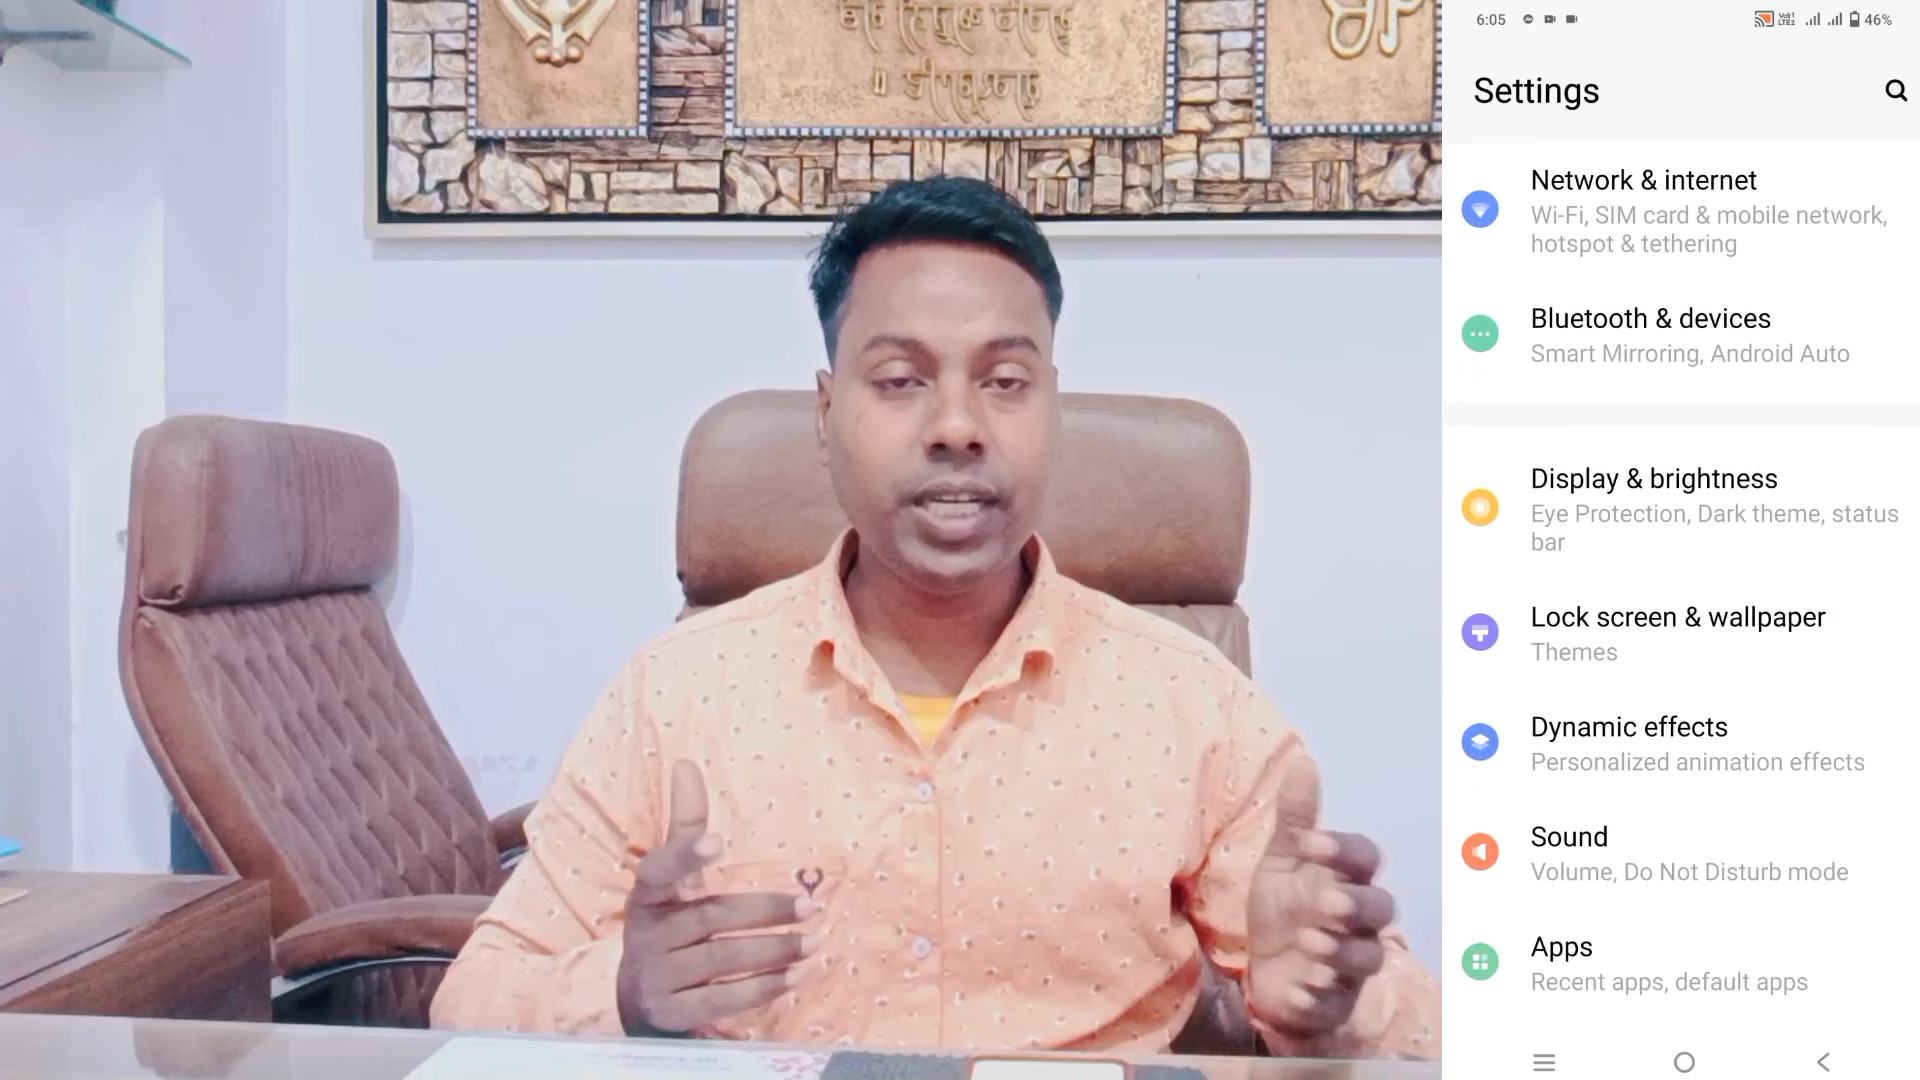 6:05
46%
Settings
Network & internet
Wi-Fi, SIM card & mobile network,
hotspot & tethering
Bluetooth & devices
Smart Mirroring, Android Auto
Display & brightness
Eye Protection, Dark theme, status
bar
Lock screen & wallpaper
Themes
Dynamic effects
Personalized animation effects
Sound
Volume, Do Not Disturb mode
Apps
Recent apps, default apps